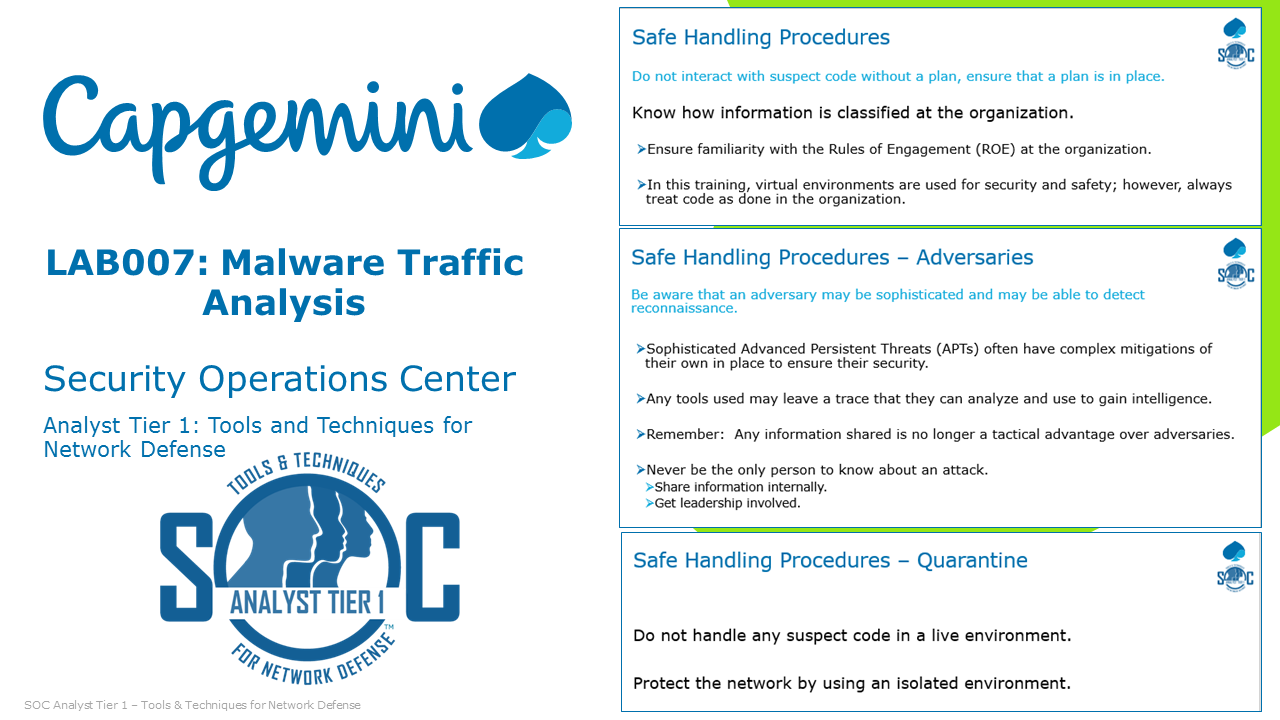 Capgemini
LAB007: Malware Traffic
Analysis
Security Operations Center
Analyst Tier 1: Tools and Techniques for
Network Defense
TOOLS & TECHNIQUES
SOC
ANALYST TIER 1
FOR NETWORK DEFENSE™
SOC Analyst Tier 1 – Tools & Techniques for Network Defense
Safe Handling Procedures
SOC
Do not interact with suspect code without a plan, ensure that a plan is in place.
Know how information is classified at the organization.
➢Ensure familiarity with the Rules of Engagement (ROE) at the organization.
➢In this training, virtual environments are used for security and safety; however, always
treat code as done in the organization.
Safe Handling Procedures – Adversaries
SOC
Be aware that an adversary may be sophisticated and may be able to detect
reconnaissance.
➢Sophisticated Advanced Persistent Threats (APTs) often have complex mitigations of
their own in place to ensure their security.
➢Any tools used may leave a trace that they can analyze and use to gain intelligence.
➢Remember:  Any information shared is no longer a tactical advantage over adversaries.
➢Never be the only person to know about an attack.
➢Share information internally.
➢Get leadership involved.
Safe Handling Procedures – Quarantine
SOC
Do not handle any suspect code in a live environment.
Protect the network by using an isolated environment.